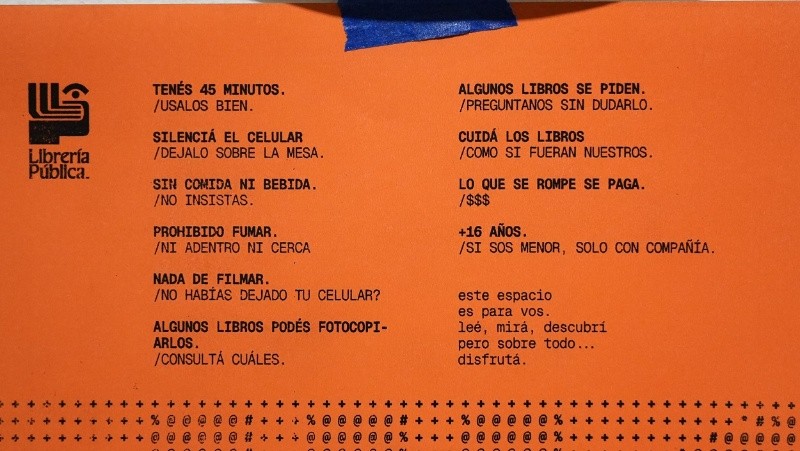 Librería
Pública.
TENÉS 45 MINUTOS.
/USALOS BIEN.
SILENCIÁ EL CELULAR
/DEJALO SOBRE LA MESA.
SIN COMIDA NI BEBIDA.
/NO INSISTAS.
PROHIBIDO FUMAR.
/NI ADENTRO NI CERCA
NADA DE FILMAR.
/NO HABÍAS DEJADO TU CELULAR?
ALGUNOS LIBROS PODÉS FOTOCOPI-
ARLOS.
/CONSULTÁ CUÁLES.
ALGUNOS LIBROS SE PIDEN.
/PREGUNTANOS SIN DUDARLO.
CUIDÁ LOS LIBROS
/COMO SI FUERAN NUESTROS.
LO QUE SE ROMPE SE PAGA.
/$$$
+16 AÑOS.
/SI SOS MENOR, SOLO CON COMPAÑÍA.
este espacio
es para vos.
leé, mirá, descubrí
pero sobre todo...
disfrutá.